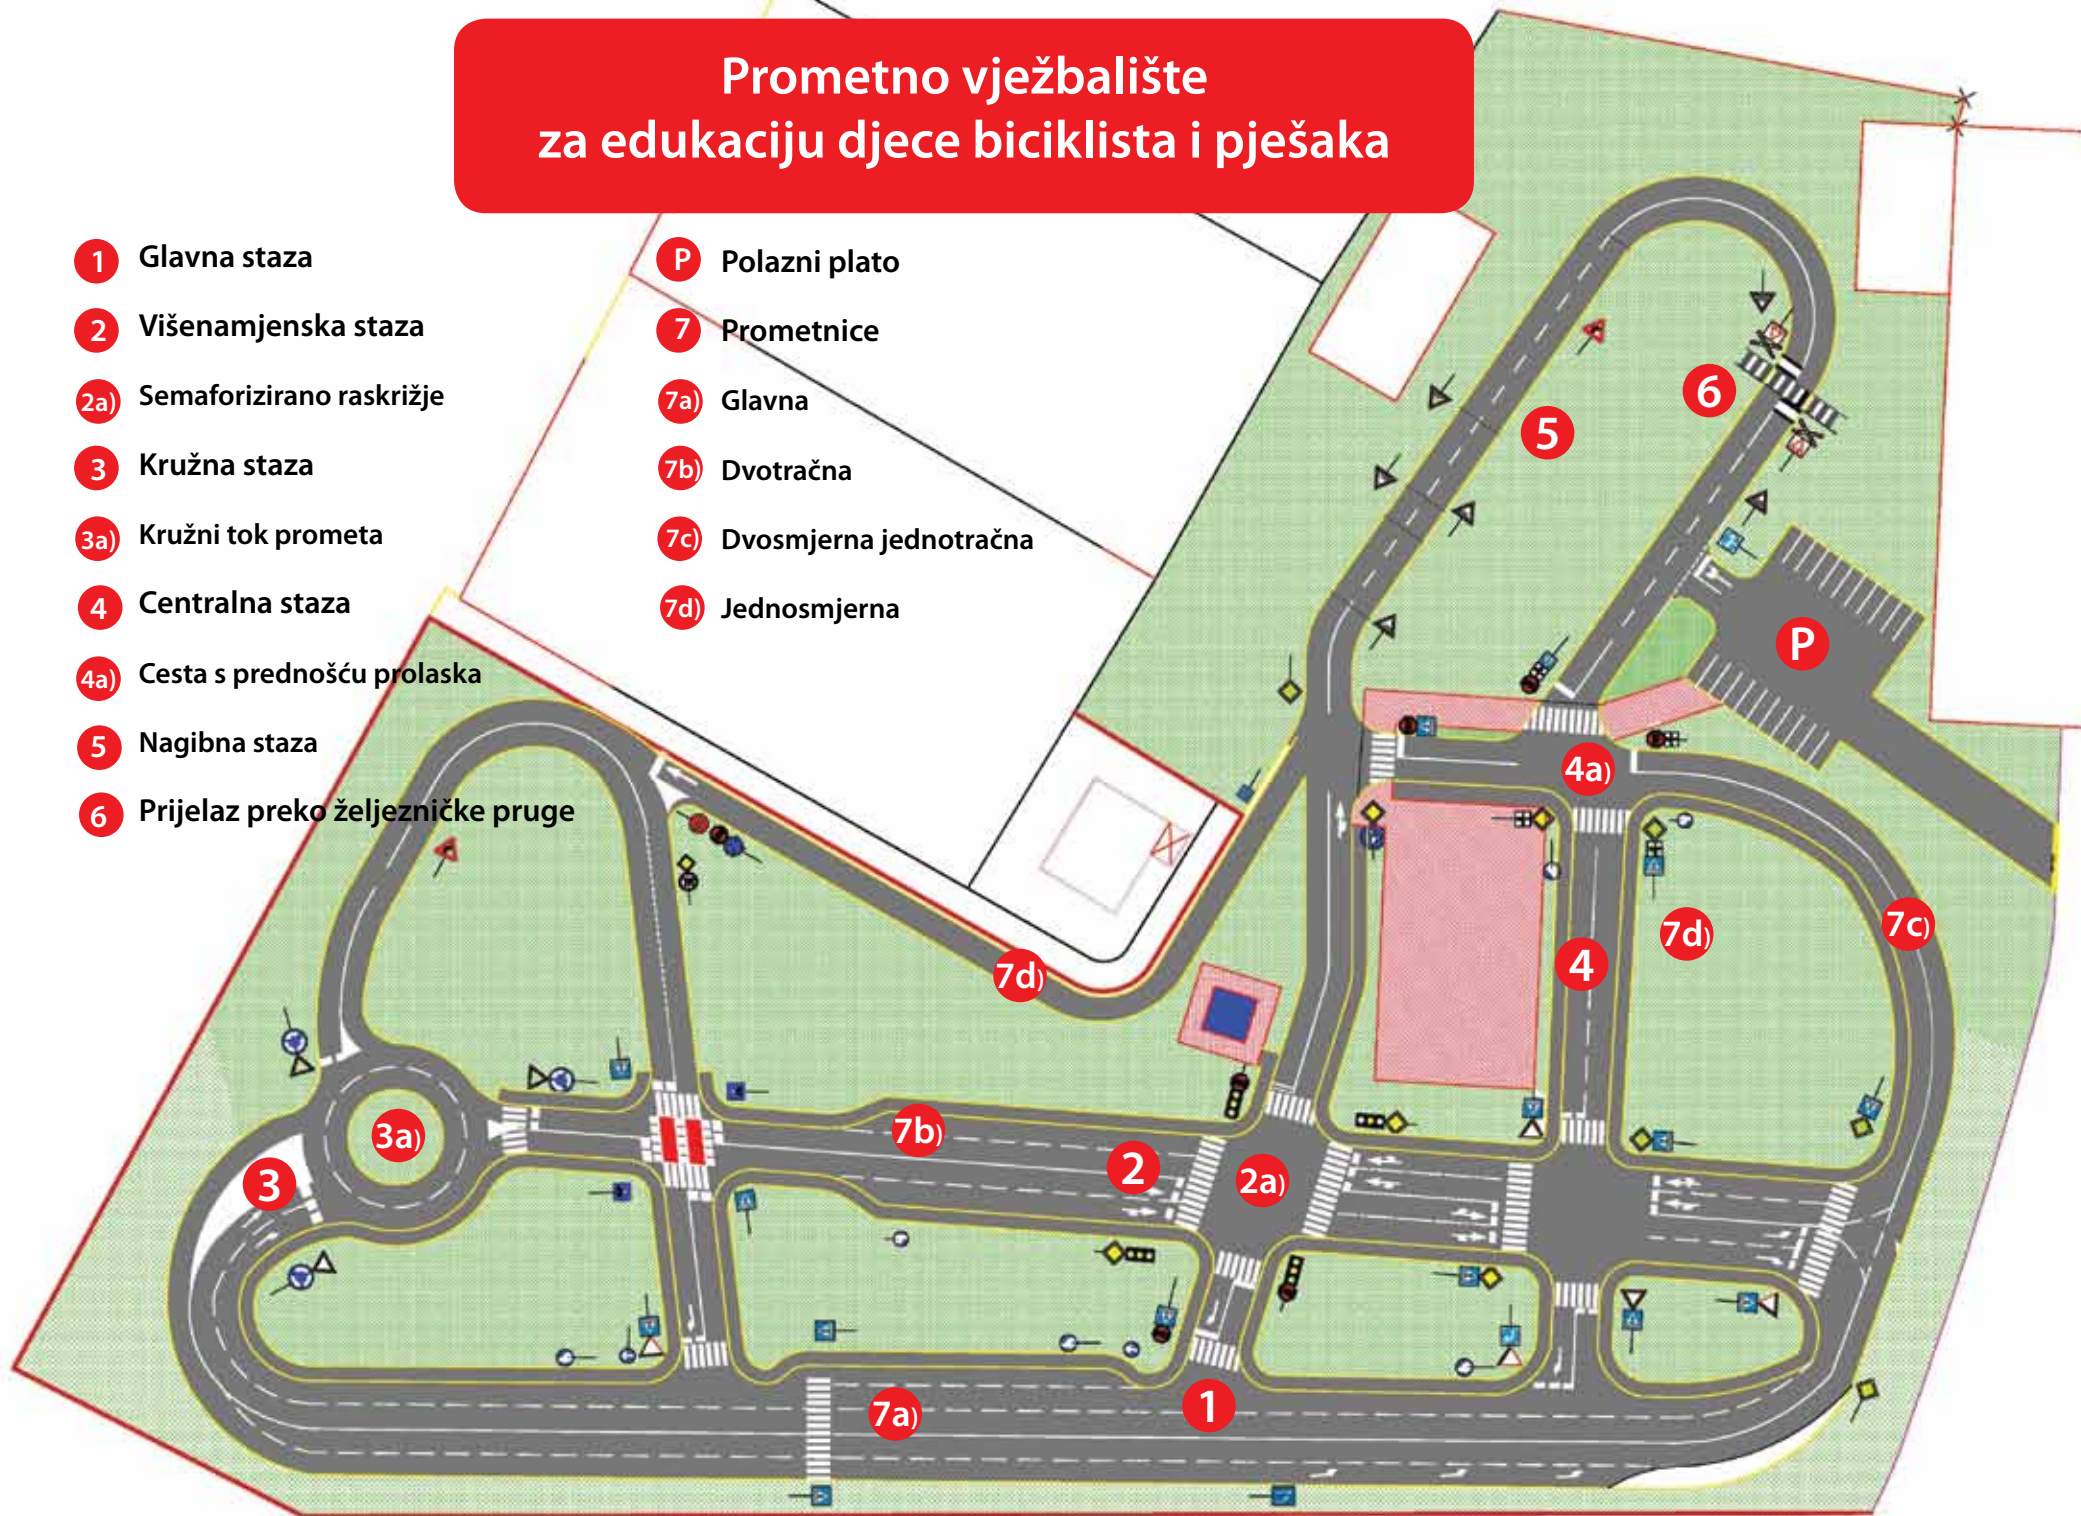 Prometno vježbalište
za edukaciju djece biciklista i pješaka
1 Glavna staza
2 Višenamjenska staza
2a) Semaforizirano raskrižje
3 Kružna staza
3a) Kružni tok prometa
4 Centralna staza
4a) Cesta s prednošću prolaska
5 Nagibna staza
6 Prijelaz preko željezničke pruge
P Polazni plato
7 Prometnice
7a) Glavna
7b) Dvotračna
7c) Dvosmjerna jednotračna
7d) Jednosmjerna
6
5
P
4a)
7c)
7d)
4
7d)
3a)
7b)
2
2a)
3
7a)
1